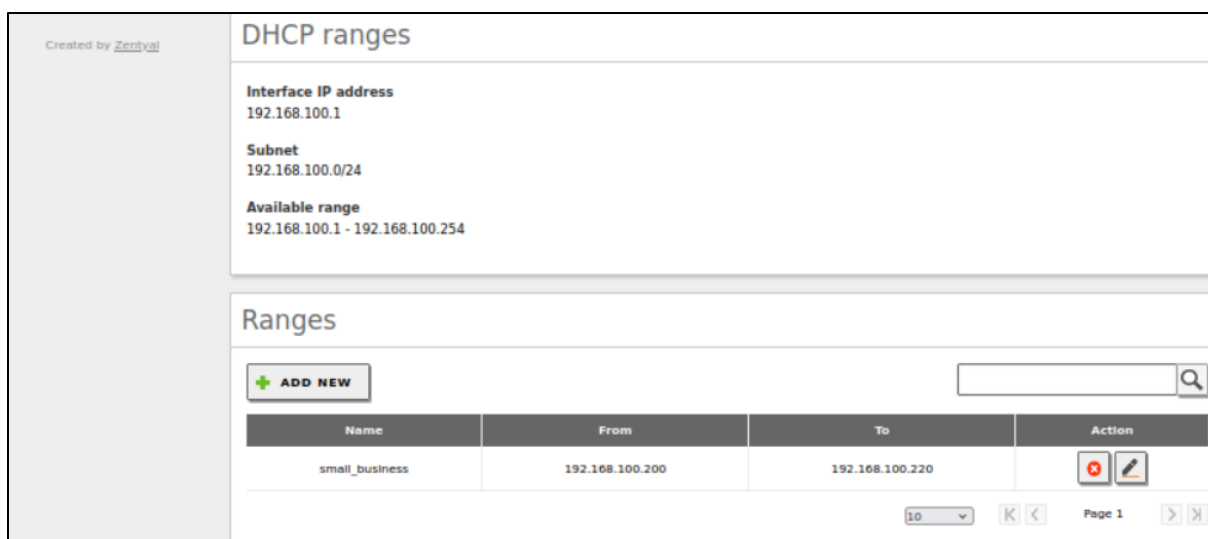 Created by Zentyal
DHCP ranges
Interface IP address
192.168.100.1
Subnet
192.168.100.0/24
Available range
192.168.100.1 - 192.168.100.254
Ranges
ADD NEW
Name From To Action
small_business 192.168.100.200 192.168.100.220
10 Page 1